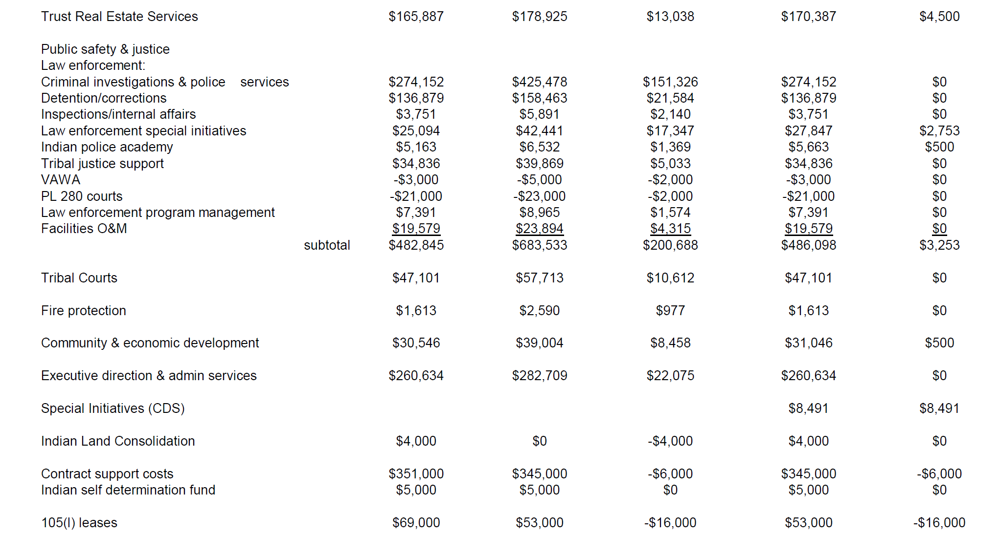 Trust Real Estate Services $165,887 $178,925 $13,038 $170,387 $4,500
Public safety & justice
Law enforcement:
Criminal investigations & police services $274,152 $425,478 $151,326 $274,152 $0
Detention/corrections $136,879 $158,463 $21,584 $136,879 $0
Inspections/internal affairs $3,751 $5,891 $2,140 $3,751 $0
Law enforcement special initiatives $25,094 $42,441 $17,347 $27,847 $2,753
Indian police academy $5,163 $6,532 $1,369 $5,663 $500
Tribal justice support $34,836 $39,869 $5,033 $34,836 $0
VAWA -$3,000 -$5,000 -$2,000 -$3,000 $0
PL 280 courts -$21,000 -$23,000 -$2,000 -$21,000 $0
Law enforcement program management $7,391 $8,965 $1,574 $7,391 $0
Facilities O&M $19,579 $23,894 $4,315 $19,579 $0
subtotal $482,845 $683,533 $200,688 $486,098 $3,253
Tribal Courts $47,101 $57,713 $10,612 $47,101 $0
Fire protection $1,613 $2,590 $977 $1,613 $0
Community & economic development $30,546 $39,004 $8,458 $31,046 $500
Executive direction & admin services $260,634 $282,709 $22,075 $260,634 $0
Special Initiatives (CDS) $8,491 $8,491
Indian Land Consolidation $4,000 $0 -$4,000 $4,000 $0
Contract support costs $351,000 $345,000 -$6,000 $345,000 -$6,000
Indian self determination fund $5,000 $5,000 $0 $5,000 $0
105(l) leases $69,000 $53,000 -$16,000 $53,000 -$16,000